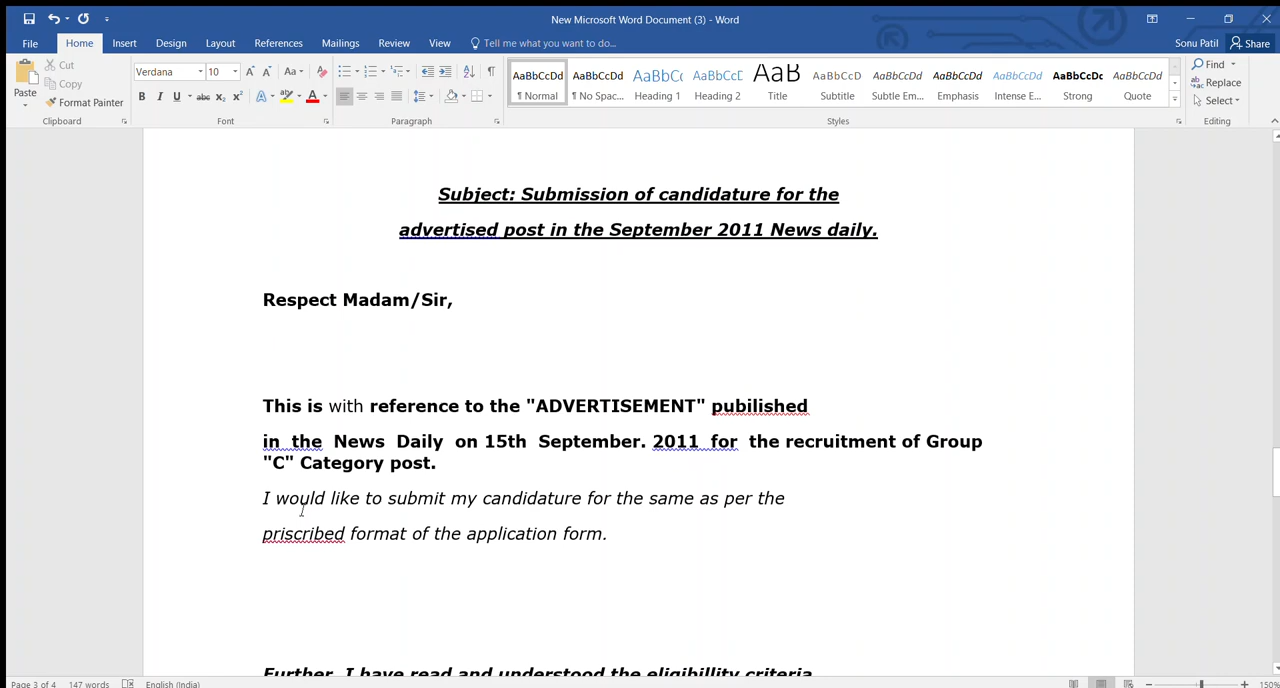 New Microsoft Word Document (3) - Word
File Home Insert Design Layout References Mailings Review View Tell me what you want to do... Sonu Patil Share
Paste Cut Copy Format Painter Clipboard
Verdana 10 Font
Paragraph
AaBbCcDd ¶ Normal AaBbCcDd ¶ No Spac... AaBbCc Heading 1 AaBbCcD Heading 2 AaB Title AaBbCcD Subtitle AaBbCcDd Subtle Em... AaBbCcDd Emphasis AaBbCcDd Intense E... AaBbCcDc Strong AaBbCcDd Quote
Styles
Find Replace Select Editing
Subject: Submission of candidature for the
advertised post in the September 2011 News daily.
Respect Madam/Sir,
This is with reference to the "ADVERTISEMENT" pubilished
in the News Daily on 15th September. 2011 for the recruitment of Group
"C" Category post.
I would like to submit my candidature for the same as per the
priscribed format of the application form.
Further, I have read and understood the eligibillity criteria
Page 3 of 4 147 words English (India) 150%